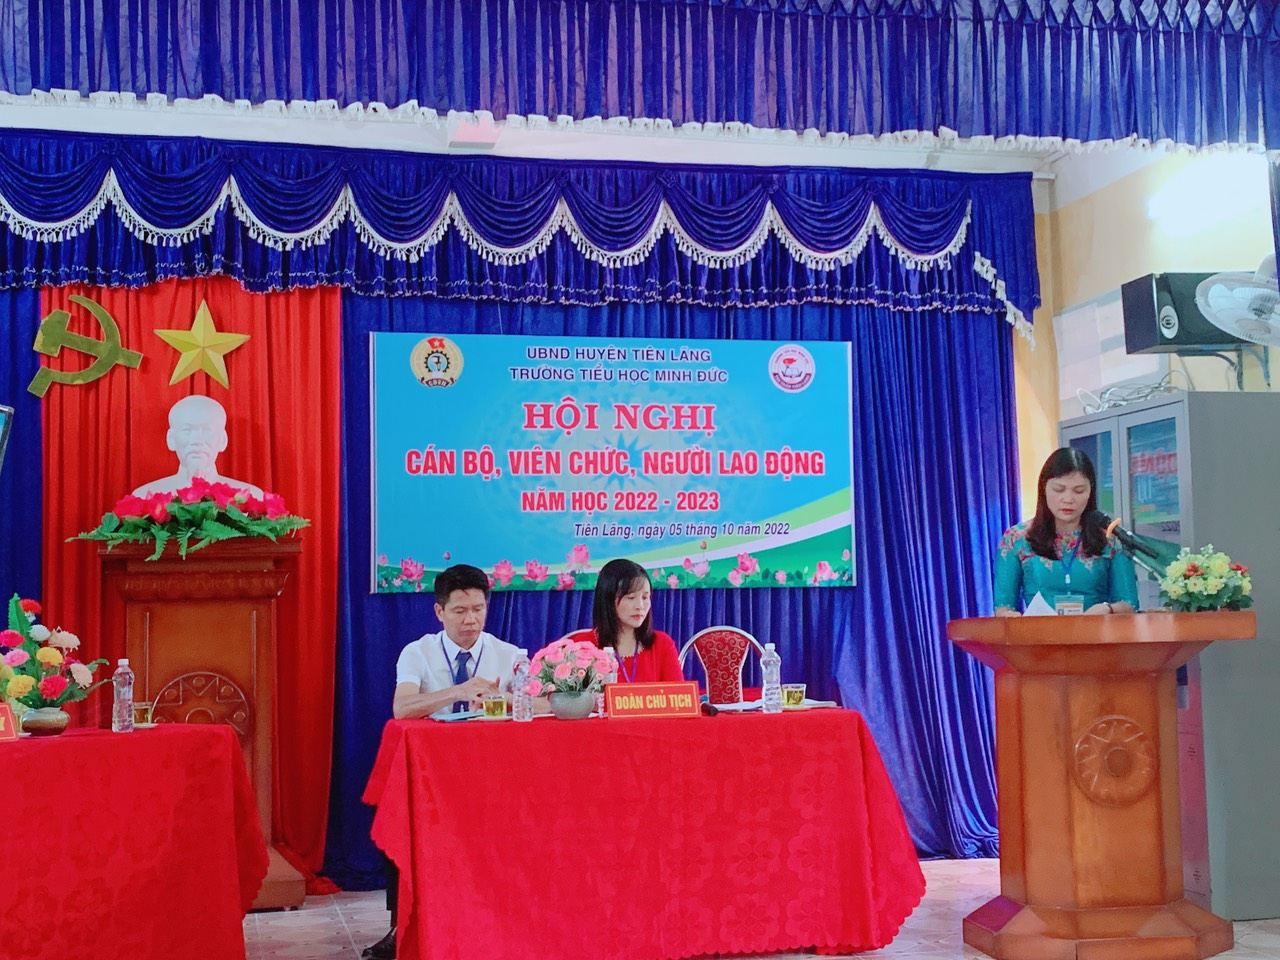 UBND HUYỆN TIÊN LÃNG
TRƯỜNG TIỂU HỌC MINH ĐỨC
HỘI NGHỊ
CÁN BỘ, VIÊN CHỨC, NGƯỜI LAO ĐỘNG
NĂM HỌC 2022 - 2023
Tiên Lãng, ngày 05 tháng 10 năm 2022
ĐOÀN CHỦ TỊCH